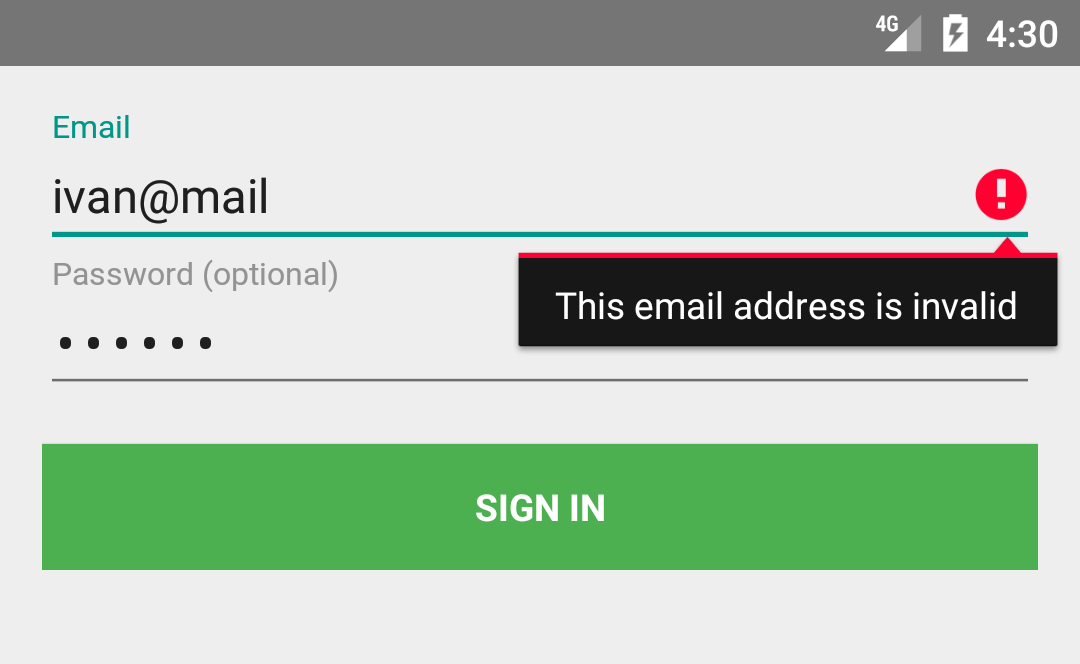 4G 4:30
Email
ivan@mail
Password (optional)
This email address is invalid
SIGN IN